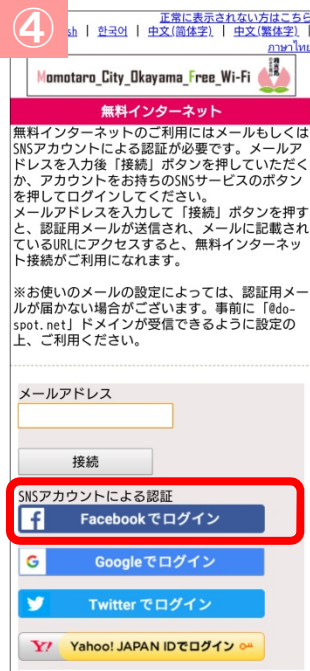 ④
正常に表示されない方はこちら
sh | 한국어 | 中文(簡体字) | 中文(繁体字) |
ภาษาไทย
Momotaro_City_Okayama_Free_Wi-Fi
無料インターネット
無料インターネットのご利用にはメールもしくは
SNSアカウントによる認証が必要です。メールア
ドレスを入力後「接続」ボタンを押していただく
か、アカウントをお持ちのSNSサービスのボタン
を押してログインしてください。
メールアドレスを入力して「接続」ボタンを押す
と、認証用メールが送信され、メールに記載され
ているURLにアクセスすると、無料インターネッ
ト接続がご利用になれます。
※お使いのメールの設定によっては、認証用メー
ルが届かない場合がございます。事前に「@do-
spot.net」ドメインが受信できるように設定の
上、ご利用ください。
メールアドレス
接続
SNSアカウントによる認証
f Facebookでログイン
G Googleでログイン
Twitterでログイン
Y! Yahoo! JAPAN IDでログイン